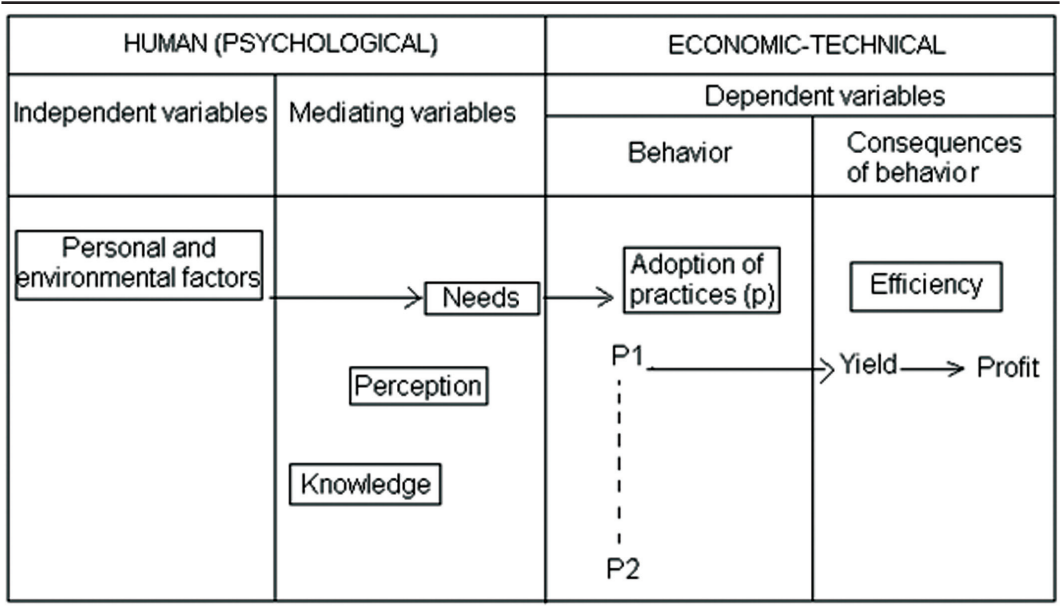 HUMAN (PSYCHOLOGICAL)
ECONOMIC-TECHNICAL
Independent variables
Mediating variables
Dependent variables
Behavior
Consequences
of behavior
Personal and
environmental factors
Needs
Perception
Knowledge
Adoption of
practices (p)
P1
P2
Efficiency
Yield
Profit